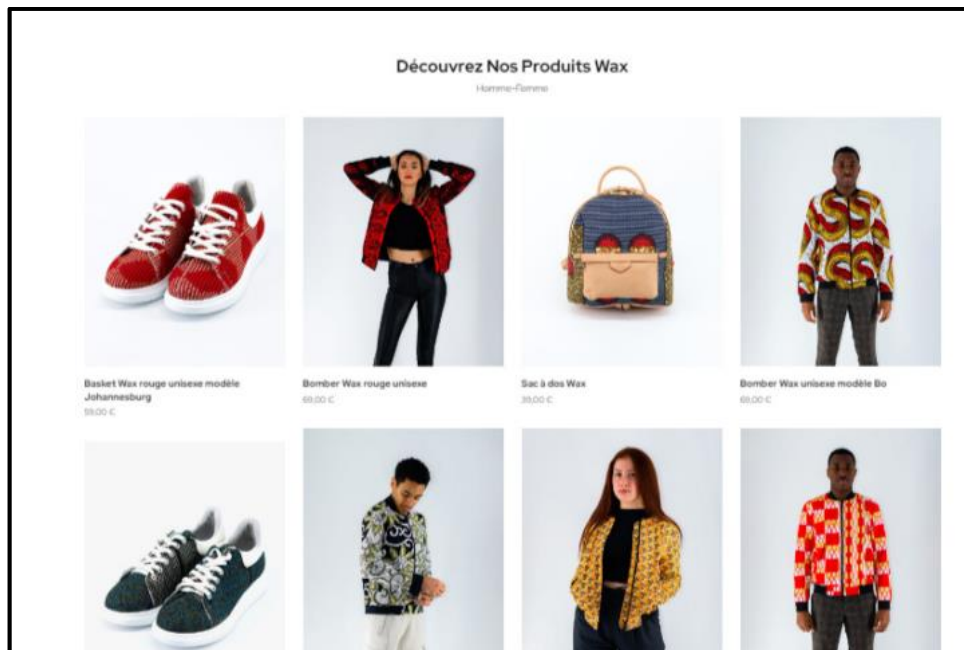 Découvrez Nos Produits Wax
Homme-Femme
Basket Wax rouge unisexe modèle
Johannesburg
59,00 €
Bomber Wax rouge unisexe
69,00 €
Sac à dos Wax
39,00 €
Bomber Wax unisexe modèle Bo
69,00 €